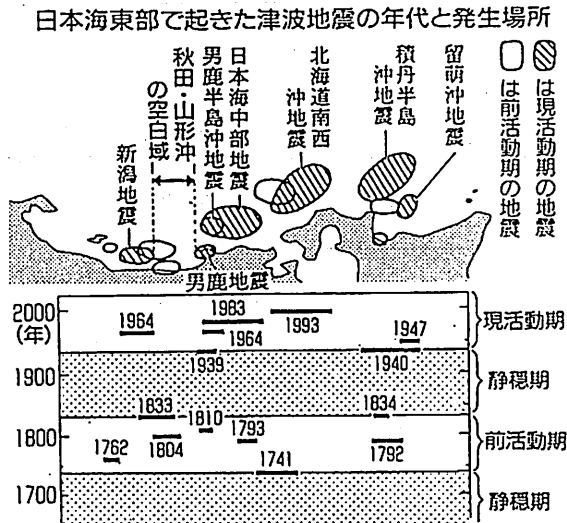 日本海東部で起きた津波地震の年代と発生場所
は現活動期の地震
は前活動期の地震
留萌沖地震
積丹半島
沖地震
北海道南西
沖地震
日本海中部地震
男鹿半島沖地震
秋田・山形沖
の空白域
新潟地震
男鹿地震
2000
(年)
1983
1964
1993
1964
1947
現活動期
1939
1940
1900
静穏期
1833
1810
1834
1800
1793
前活動期
1762
1804
1741
1792
1700
静穏期